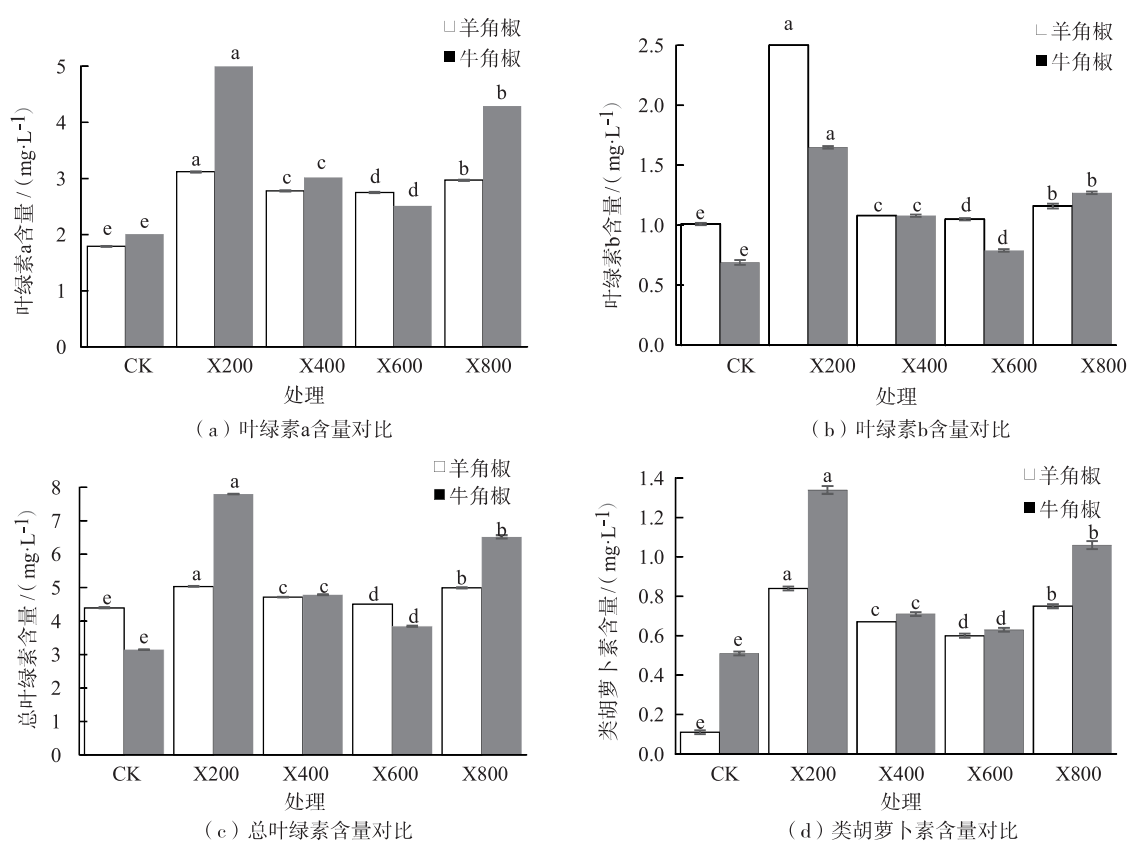 羊角椒
牛角椒
a
5
b
4
a
d
c
b
3
c
d
e
e
2
1
0
CK
X200
X400
X600
X800
叶绿素a含量/(mg·L-1)
处理
(a)叶绿素a含量对比
羊角椒
牛角椒
a
2.5
2.0
a
1.5
b
b
c
c
d
e
1.0
e
d
0.5
0.0
CK
X200
X400
X600
X800
叶绿素b含量/(mg·L-1)
处理
(b)叶绿素b含量对比
羊角椒
牛角椒
a
8
7
b
6
a
b
5
c
c
d
e
4
d
e
3
2
1
0
CK
X200
X400
X600
X800
总叶绿素含量/(mg·L-1)
处理
(c)总叶绿素含量对比
羊角椒
牛角椒
a
1.4
1.2
b
1.0
a
0.8
b
c
c
d
d
0.6
e
0.4
0.2
e
0.0
CK
X200
X400
X600
X800
类胡萝卜素含量/(mg·L-1)
处理
(d)类胡萝卜素含量对比